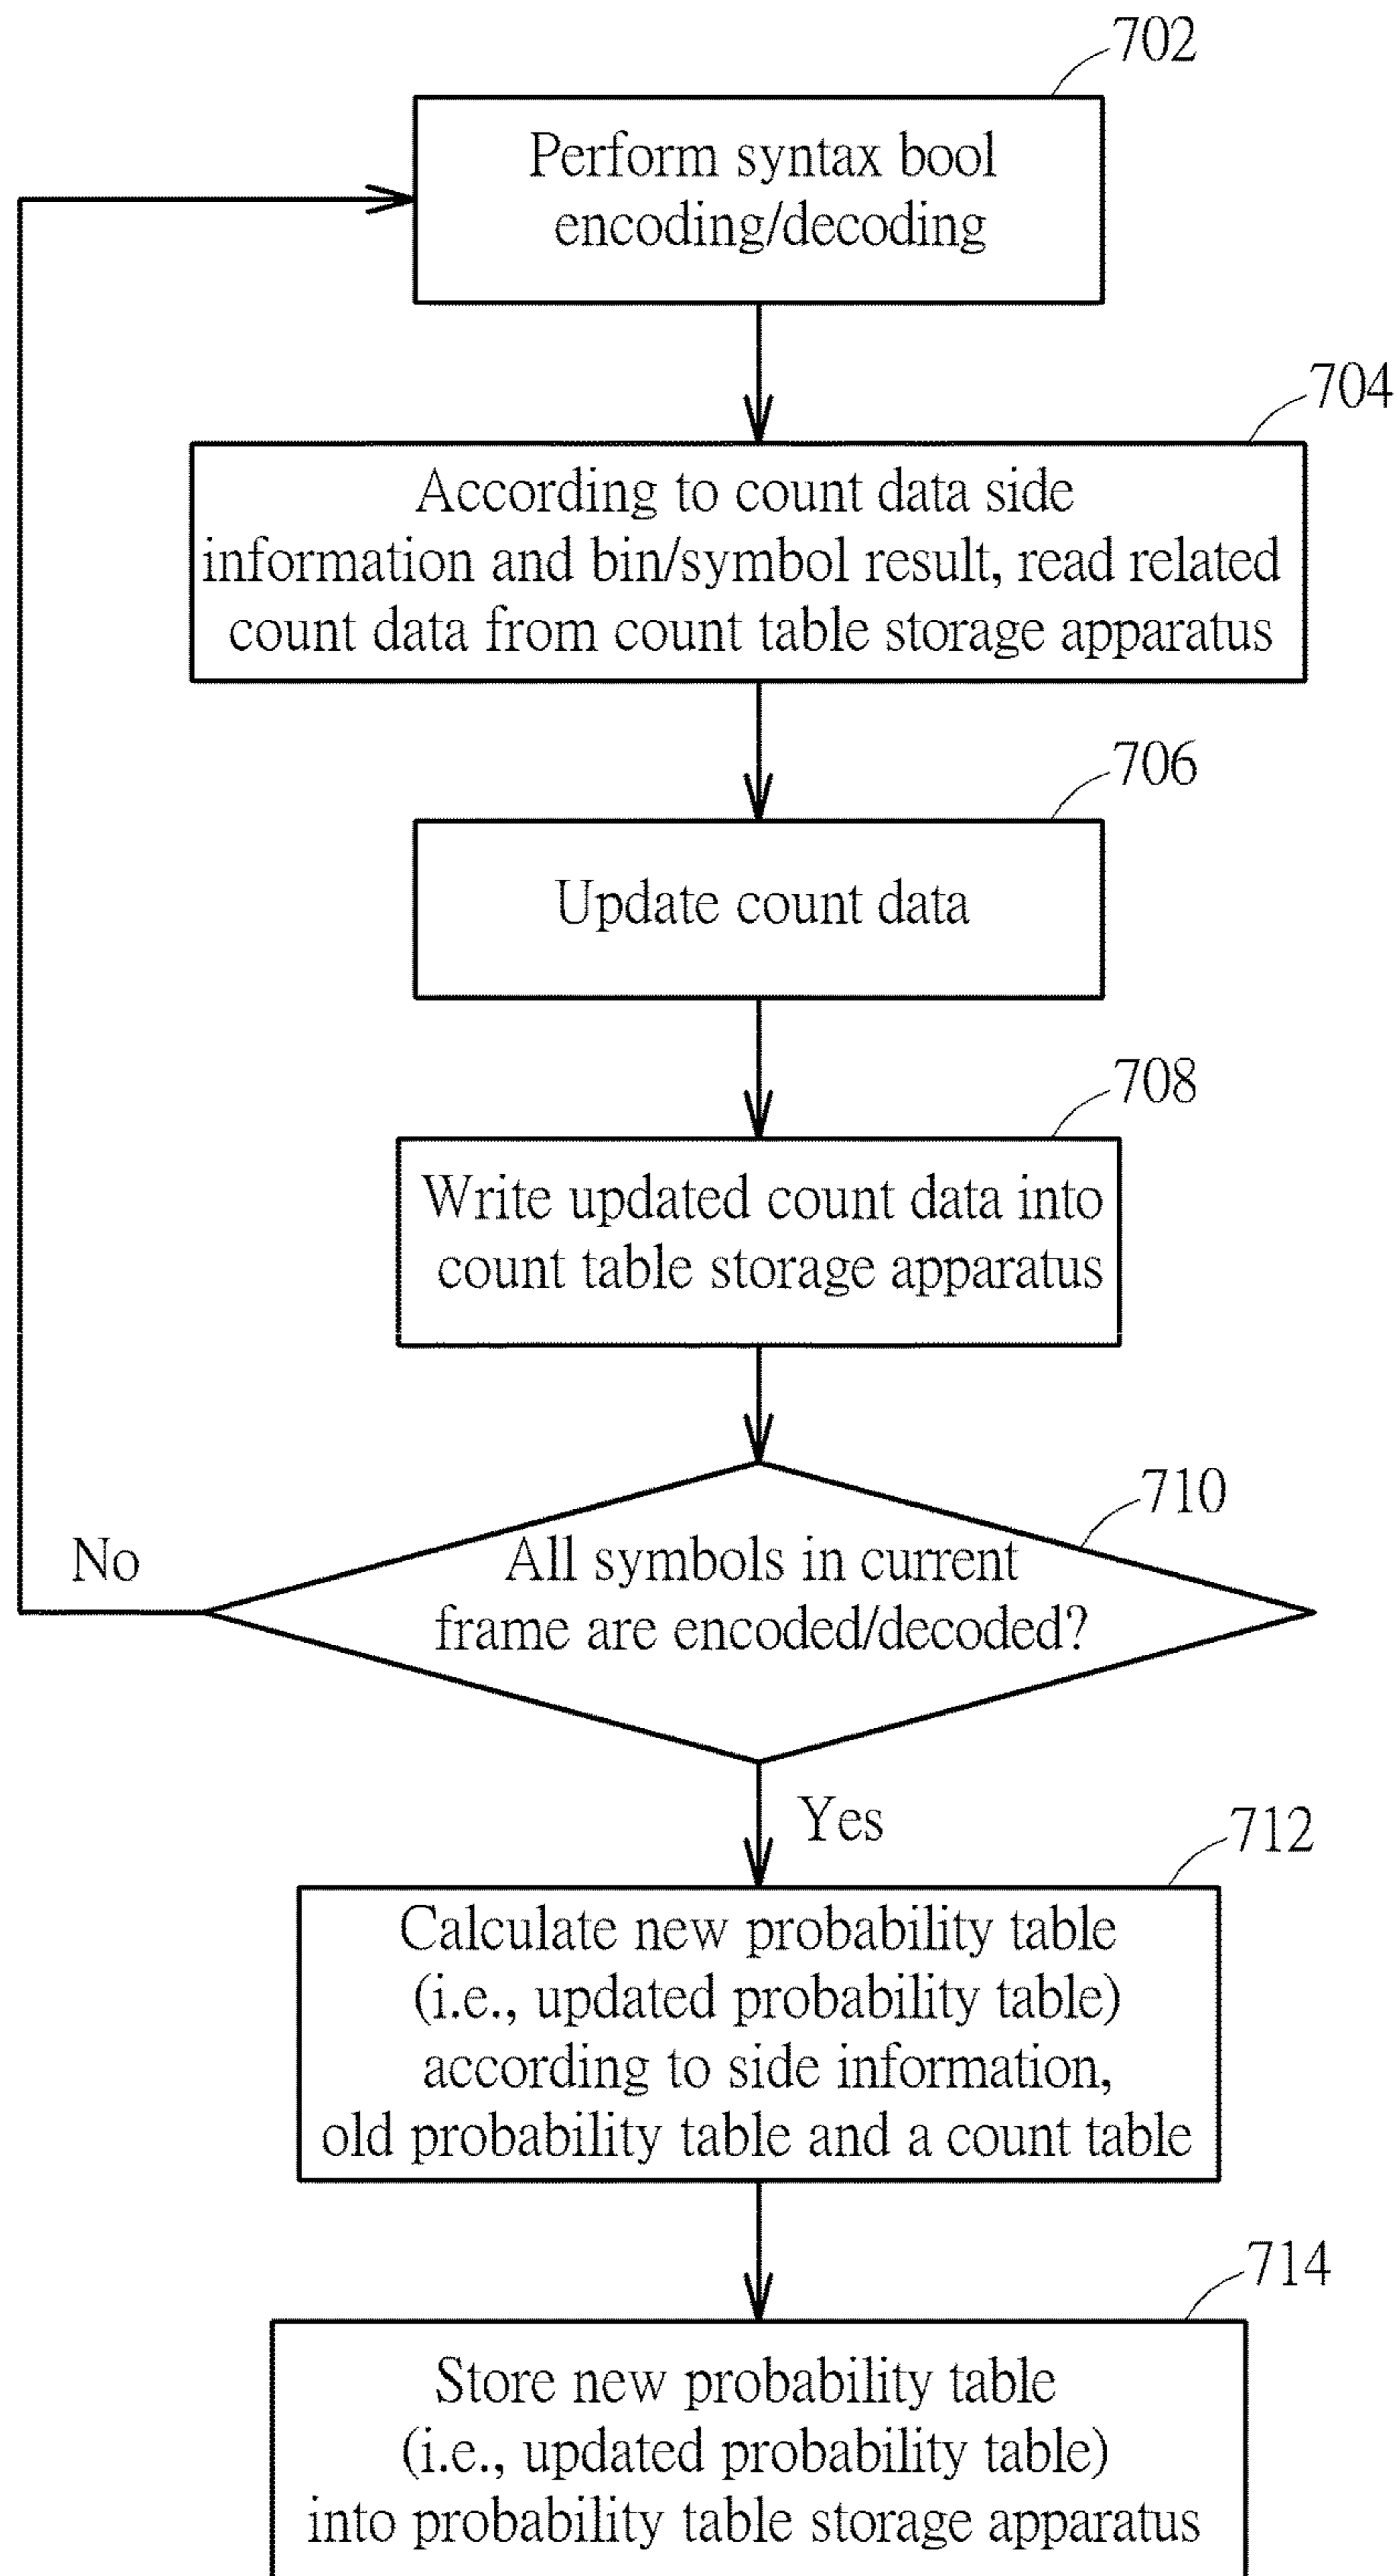 702
Perform syntax bool
encoding/decoding
704
According to count data side
information and bin/symbol result, read related
count data from count table storage apparatus
706
Update count data
708
Write updated count data into
count table storage apparatus
710
All symbols in current
frame are encoded/decoded?
No
Yes
712
Calculate new probability table
(i.e., updated probability table)
according to side information,
old probability table and a count table
714
Store new probability table
(i.e., updated probability table)
into probability table storage apparatus